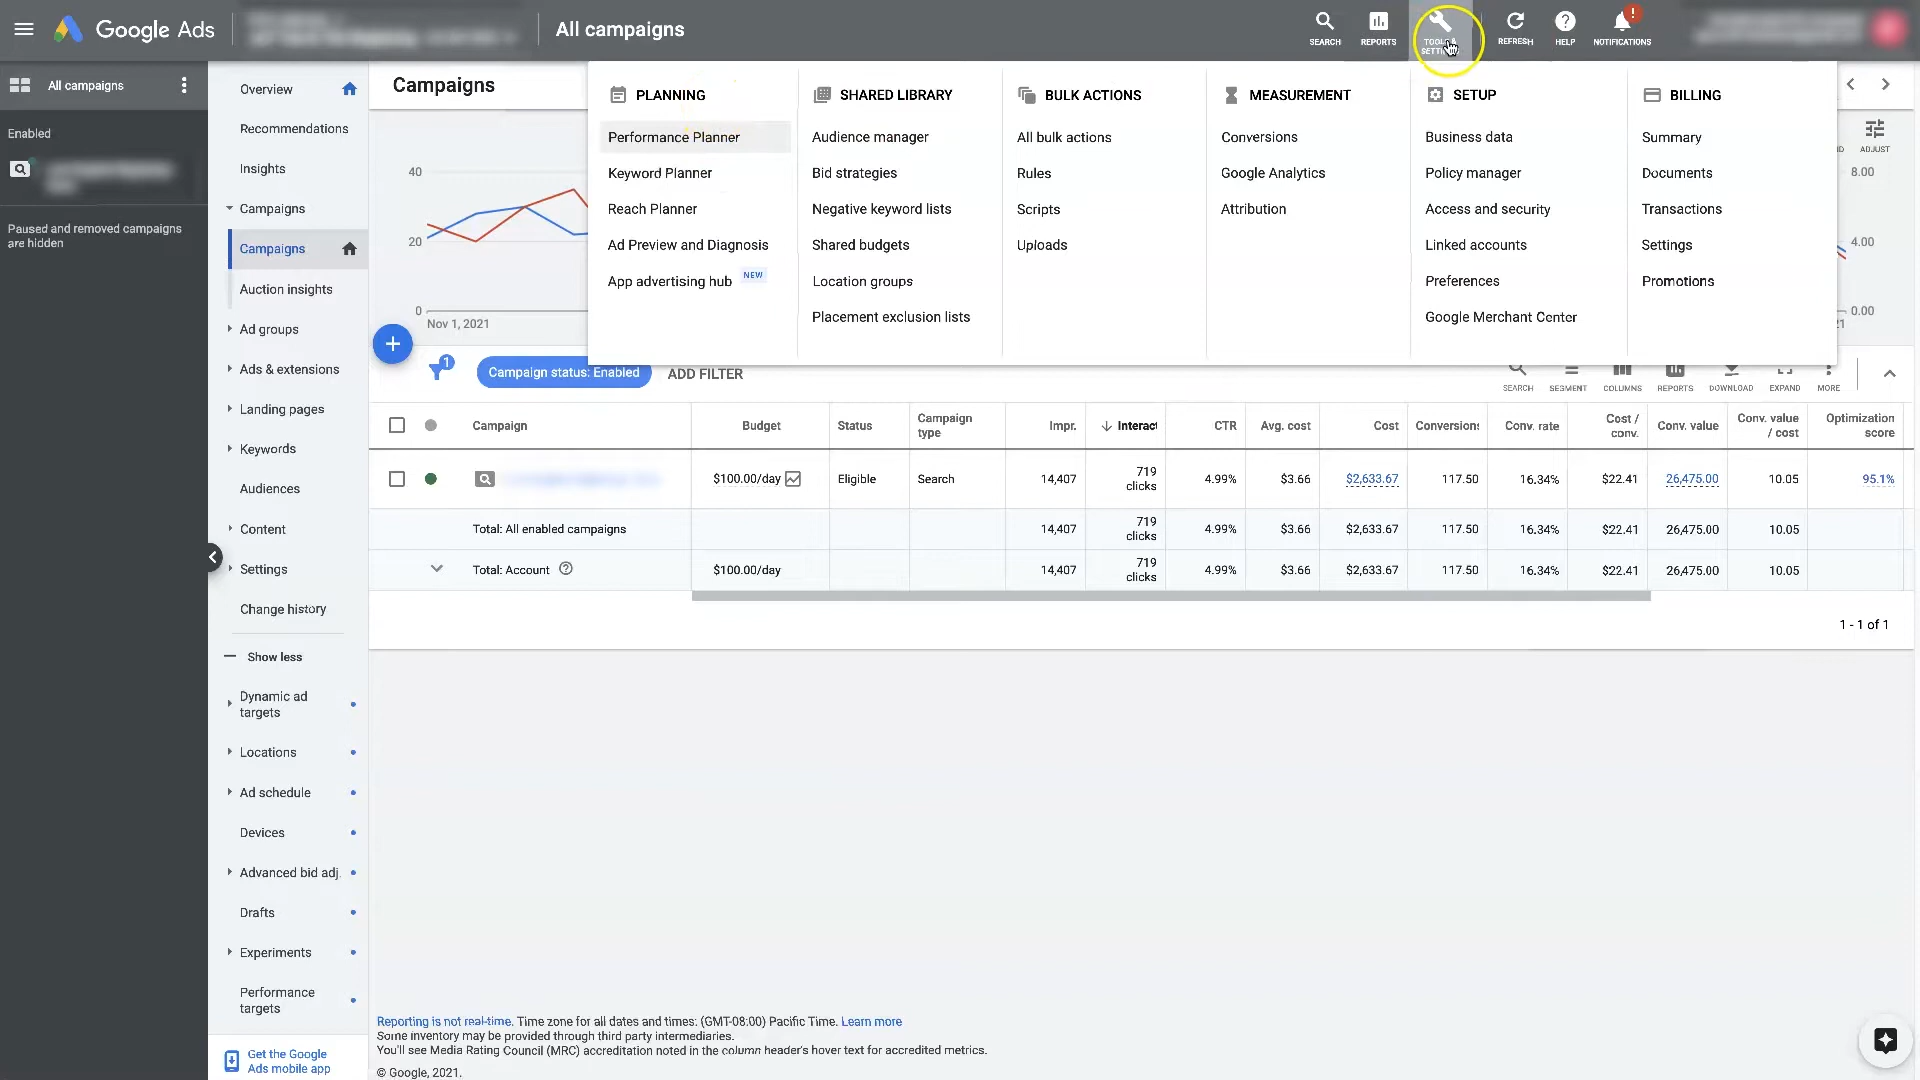 Google Ads
All campaigns
SEARCH
REPORTS
TOOLS &
REFRESH
HELP
!
NOTIFICATIONS
All campaigns
Enabled
Paused and removed campaigns
are hidden
Overview
Recommendations
Insights
Campaigns
Campaigns
Auction insights
Ad groups
Ads & extensions
Landing pages
Keywords
Audiences
Content
Settings
Change history
Show less
Dynamic ad
targets
Locations
Ad schedule
Devices
Advanced bid adj.
Drafts
Experiments
Performance
targets
Get the Google
Ads mobile app
Campaigns
40
20
0
Nov 1, 2021
PLANNING
Performance Planner
Keyword Planner
Reach Planner
Ad Preview and Diagnosis
App advertising hub NEW
SHARED LIBRARY
Audience manager
Bid strategies
Negative keyword lists
Shared budgets
Location groups
Placement exclusion lists
BULK ACTIONS
All bulk actions
Rules
Scripts
Uploads
MEASUREMENT
Conversions
Google Analytics
Attribution
SETUP
Business data
Policy manager
Access and security
Linked accounts
Preferences
Google Merchant Center
BILLING
Summary
Documents
Transactions
Settings
Promotions
ADJUST
8.00
4.00
0.00
1
Campaign status: Enabled
ADD FILTER
SEARCH
SEGMENT
COLUMNS
REPORTS
DOWNLOAD
EXPAND
MORE
Campaign Budget Status Campaign type Impr. Interact CTR Avg. cost Cost Conversions Conv. rate Cost / conv. Conv. value Conv. value / cost Optimization score
$100.00/day Eligible Search 14,407 719 clicks 4.99% $3.66 $2,633.67 117.50 16.34% $22.41 26,475.00 10.05 95.1%
Total: All enabled campaigns 14,407 719 clicks 4.99% $3.66 $2,633.67 117.50 16.34% $22.41 26,475.00 10.05
Total: Account $100.00/day 14,407 719 clicks 4.99% $3.66 $2,633.67 117.50 16.34% $22.41 26,475.00 10.05
1 - 1 of 1
Reporting is not real-time. Time zone for all dates and times: (GMT-08:00) Pacific Time. Learn more
Some inventory may be provided through third party intermediaries.
You'll see Media Rating Council (MRC) accreditation noted in the column header's hover text for accredited metrics.
© Google, 2021.